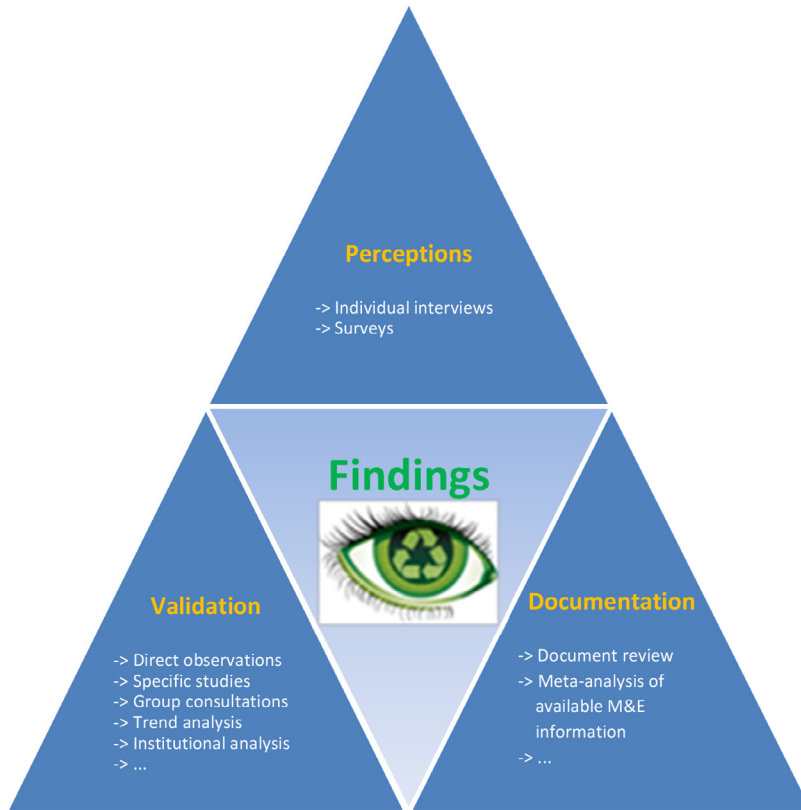 Perceptions
-> Individual interviews
-> Surveys
Findings
Validation
-> Direct observations
-> Specific studies
-> Group consultations
-> Trend analysis
-> Institutional analysis
-> ...
Documentation
-> Document review
-> Meta-analysis of
available M&E
information
-> ...